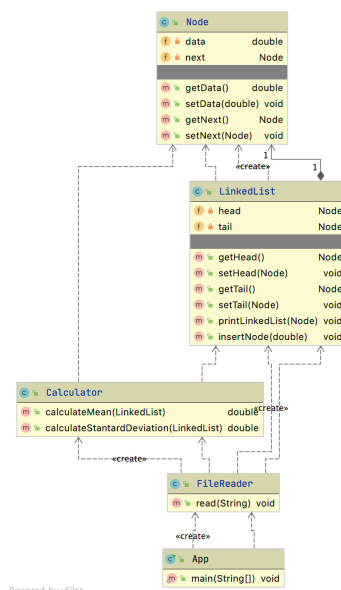 Node
data double
next Node
getData() double
setData(double) void
getNext() Node
setNext(Node) void
«create»
1
1
LinkedList
head Node
tail Node
getHead() Node
setHead(Node) void
getTail() Node
setTail(Node) void
printLinkedList(Node) void
insertNode(double) void
Calculator
calculateMean(LinkedList) double
calculateStantardDeviation(LinkedList) double
«create»
«create»
FileReader
read(String) void
«create»
App
main(String[]) void
Powered by yFiles